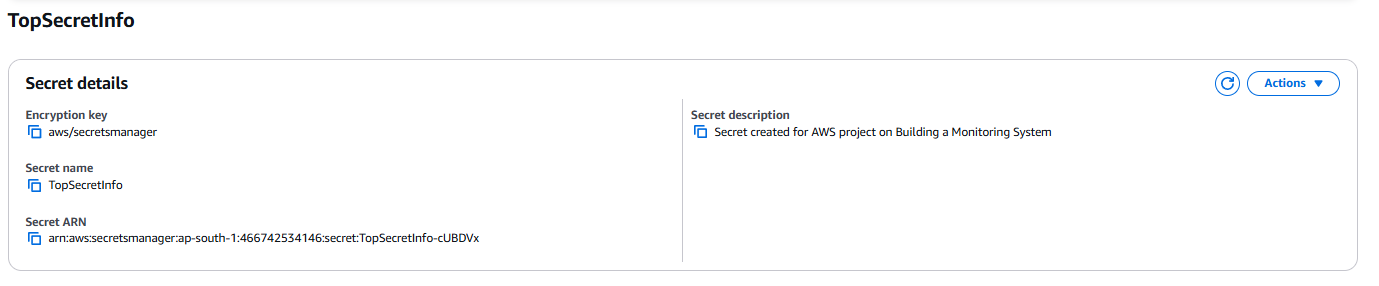 TopSecretInfo
Secret details
Actions
Encryption key
aws/secretsmanager
Secret name
TopSecretInfo
Secret ARN
arn:aws:secretsmanager:ap-south-1:466742534146:secret:TopSecretInfo-cUBDVx
Secret description
Secret created for AWS project on Building a Monitoring System